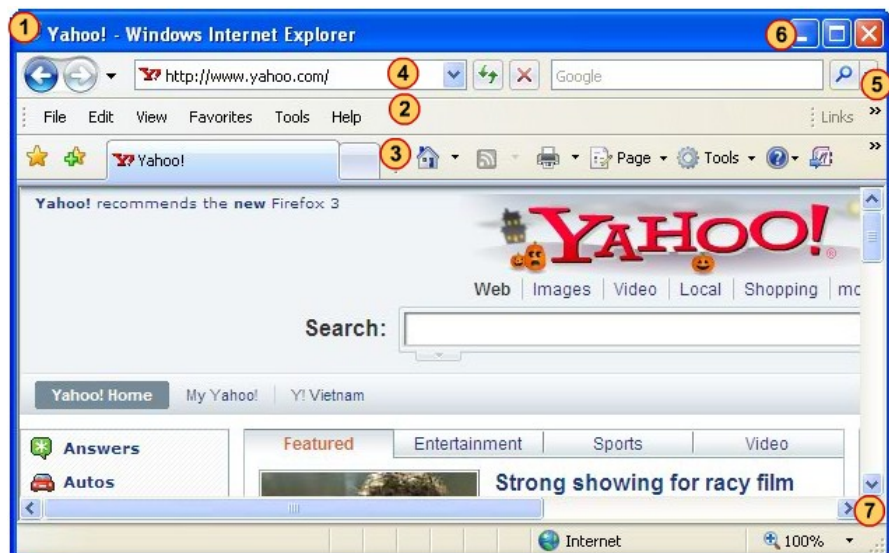 1 Yahoo! - Windows Internet Explorer 6
http://www.yahoo.com/ 4 Google 5
File Edit View Favorites Tools Help 2 Links »
Yahoo! 3 Page Tools »
Yahoo! recommends the new Firefox 3
YAHOO!
Web | Images | Video | Local | Shopping | mo
Search:
Yahoo! Home My Yahoo! Y! Vietnam
Answers Featured Entertainment Sports Video
Autos Strong showing for racy film
7
Internet 100%